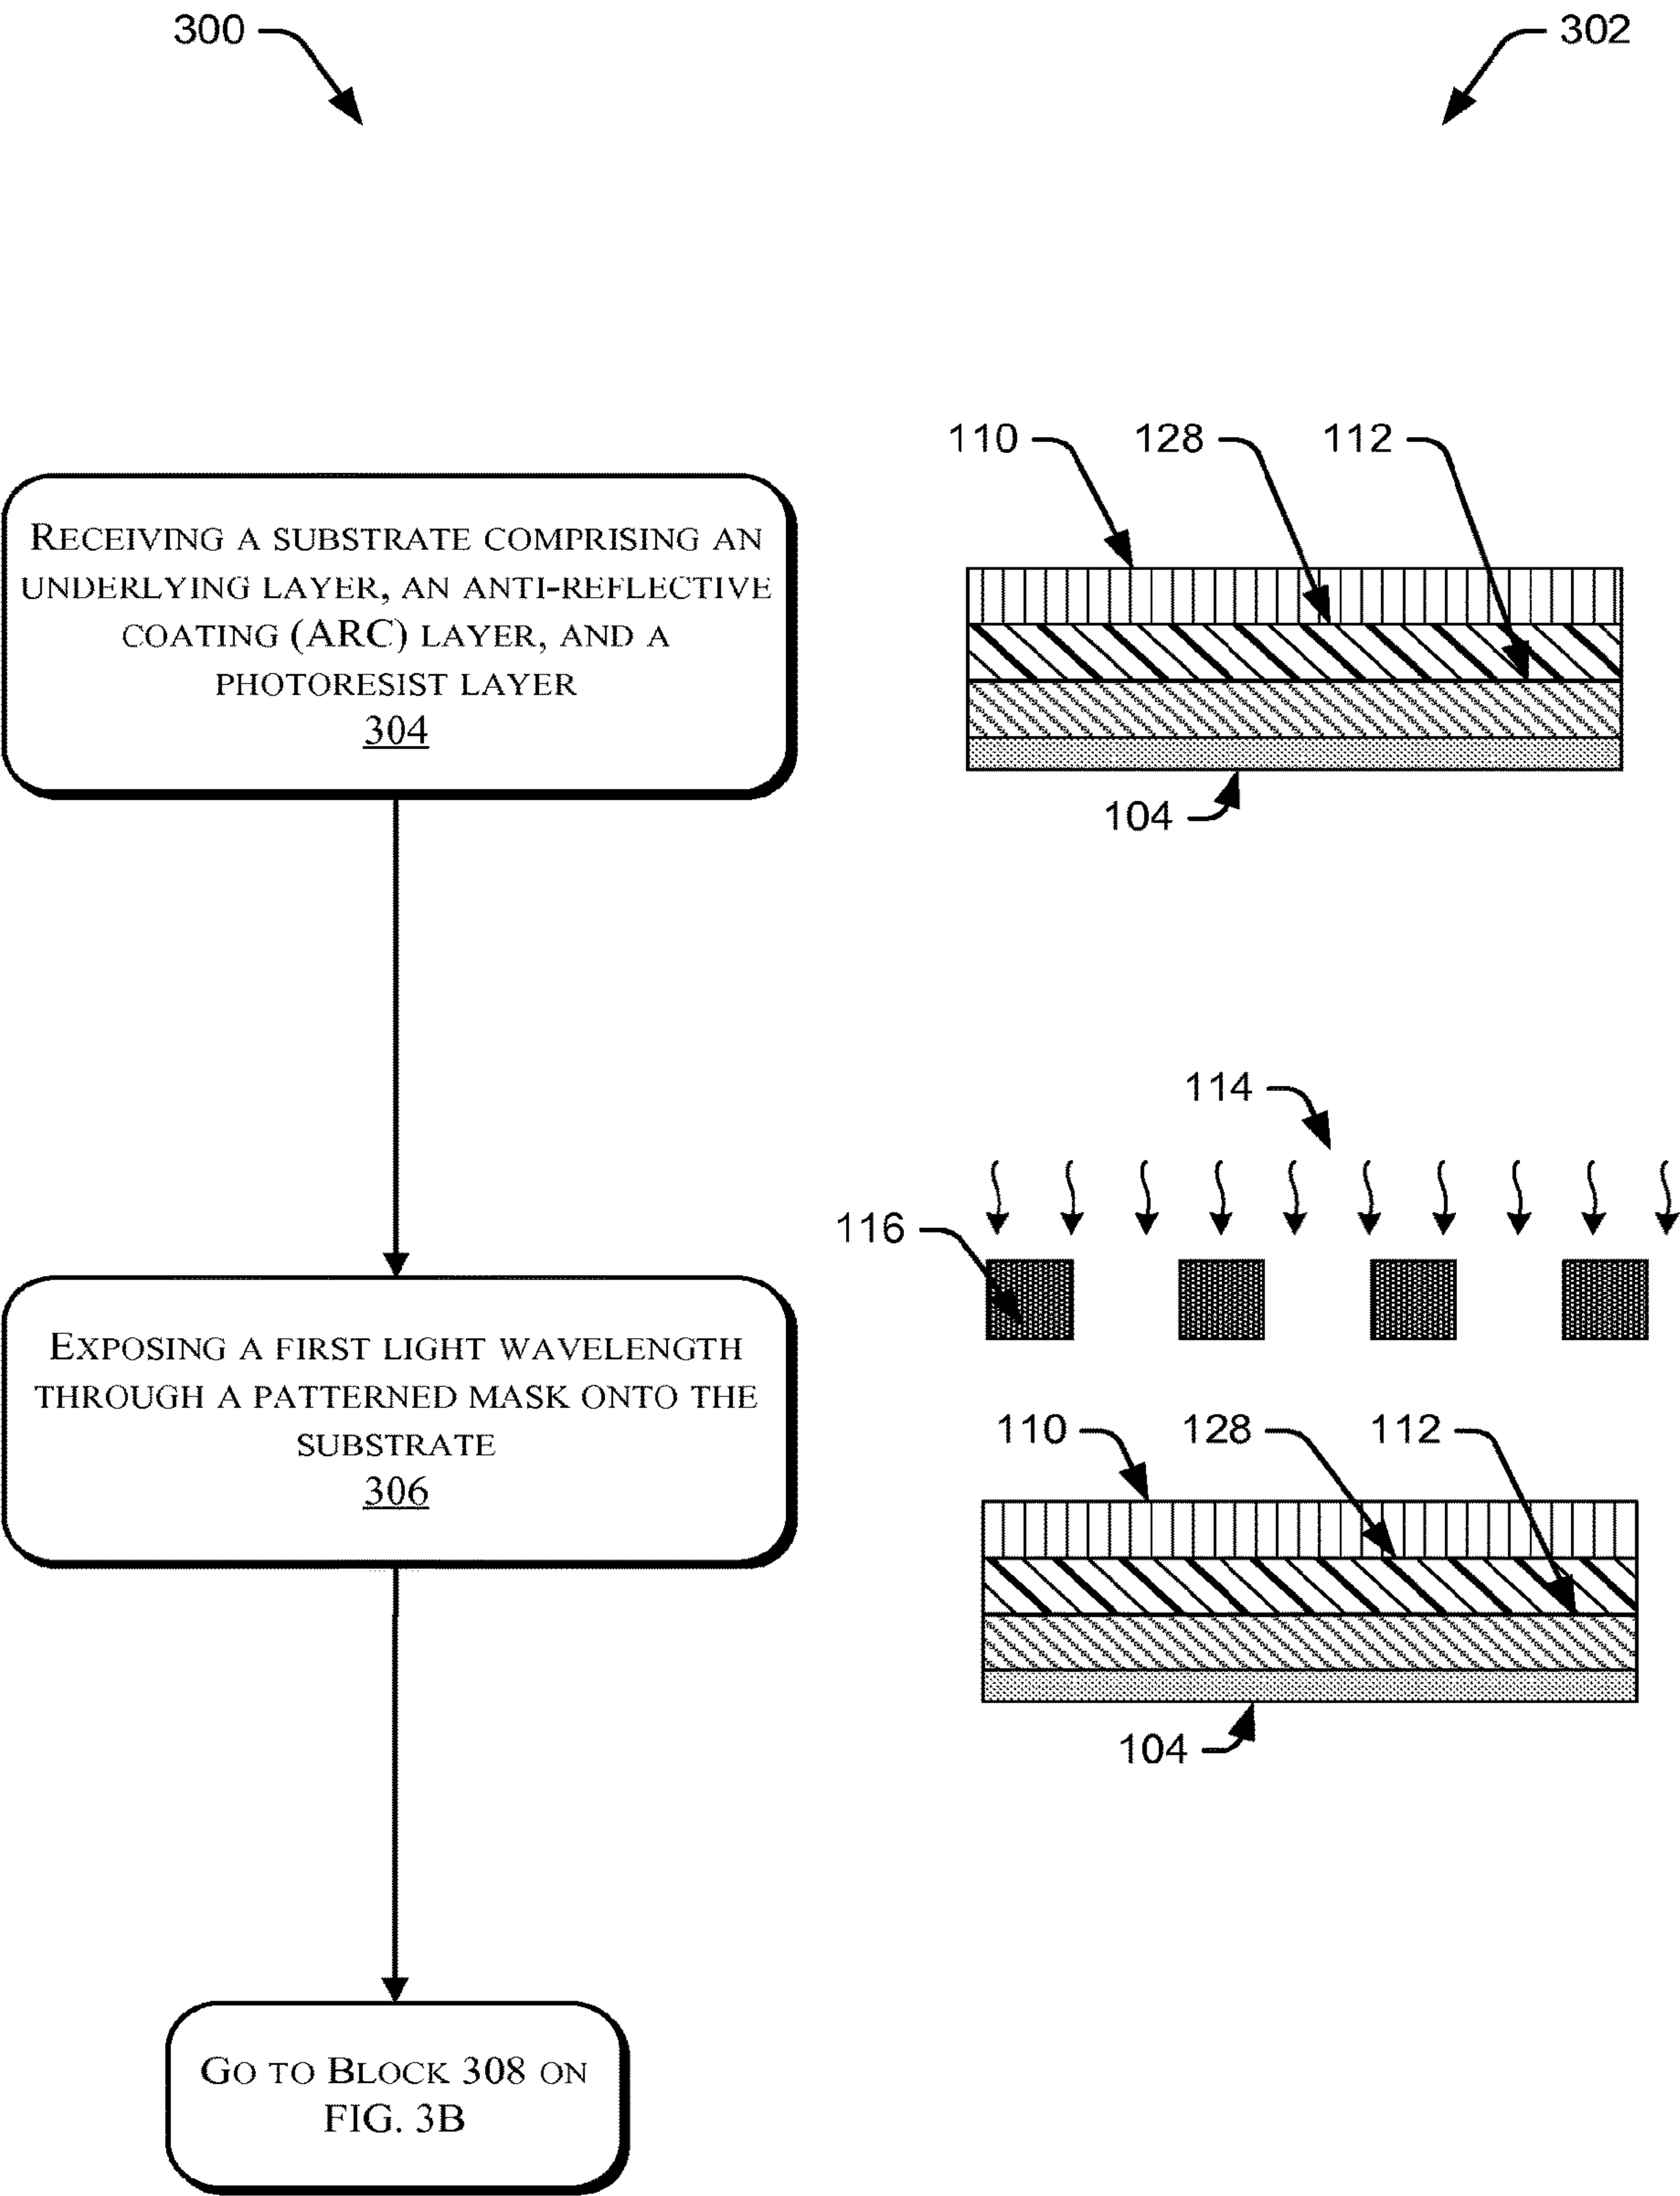 300
302
RECEIVING A SUBSTRATE COMPRISING AN
UNDERLYING LAYER, AN ANTI-REFLECTIVE
COATING (ARC) LAYER, AND A
PHOTORESIST LAYER
304
110
128
112
104
114
116
EXPOSING A FIRST LIGHT WAVELENGTH
THROUGH A PATTERNED MASK ONTO THE
SUBSTRATE
306
110
128
112
104
GO TO BLOCK 308 ON
FIG. 3B